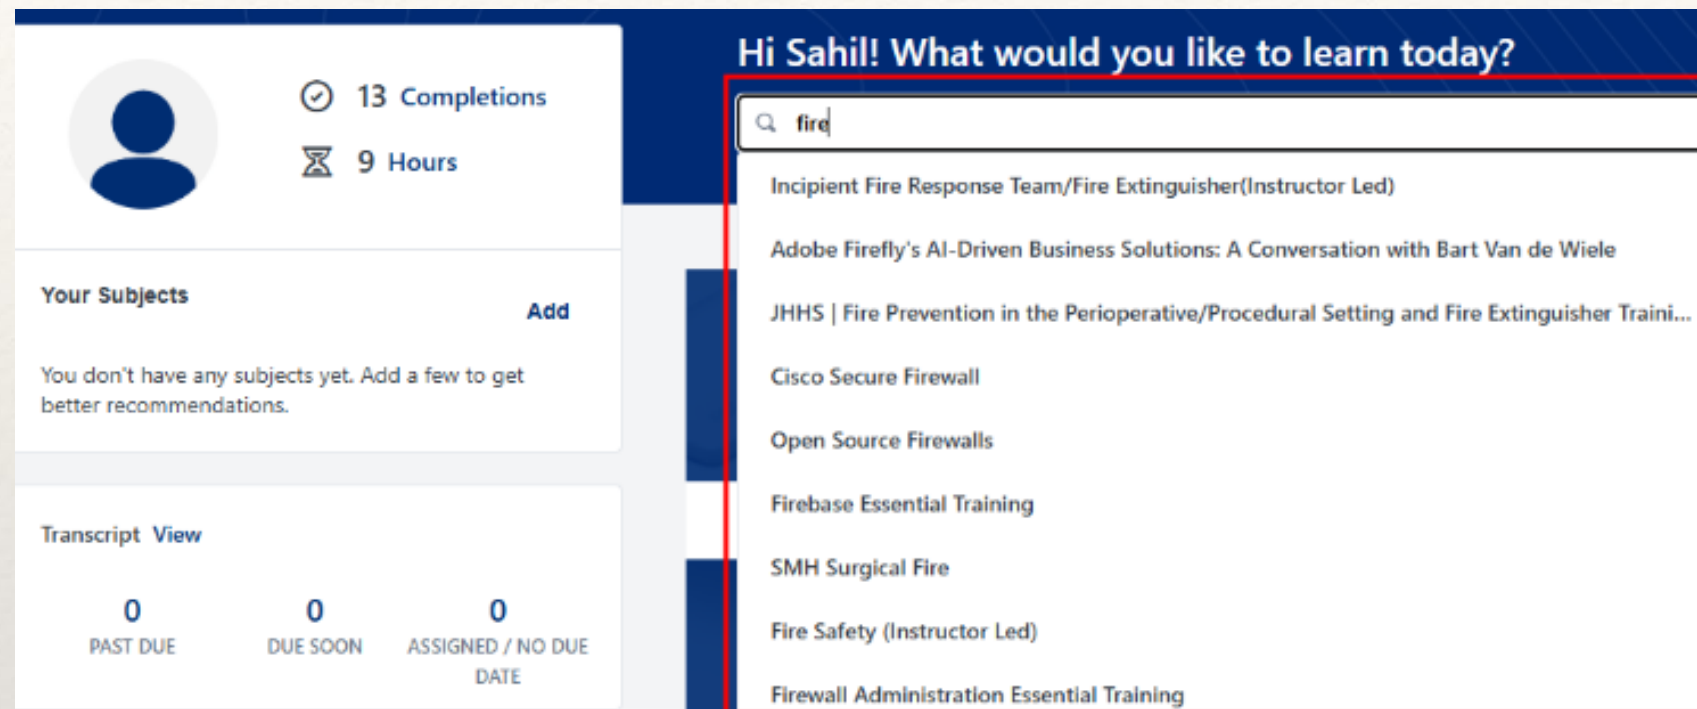 13 Completions
9 Hours
Your Subjects
Add
You don't have any subjects yet. Add a few to get
better recommendations.
Transcript View
0
PAST DUE
0
DUE SOON
0
ASSIGNED / NO DUE
DATE
Hi Sahil! What would you like to learn today?
fire
Incipient Fire Response Team/Fire Extinguisher(Instructor Led)
Adobe Firefly's AI-Driven Business Solutions: A Conversation with Bart Van de Wiele
JHHS | Fire Prevention in the Perioperative/Procedural Setting and Fire Extinguisher Traini...
Cisco Secure Firewall
Open Source Firewalls
Firebase Essential Training
SMH Surgical Fire
Fire Safety (Instructor Led)
Firewall Administration Essential Training